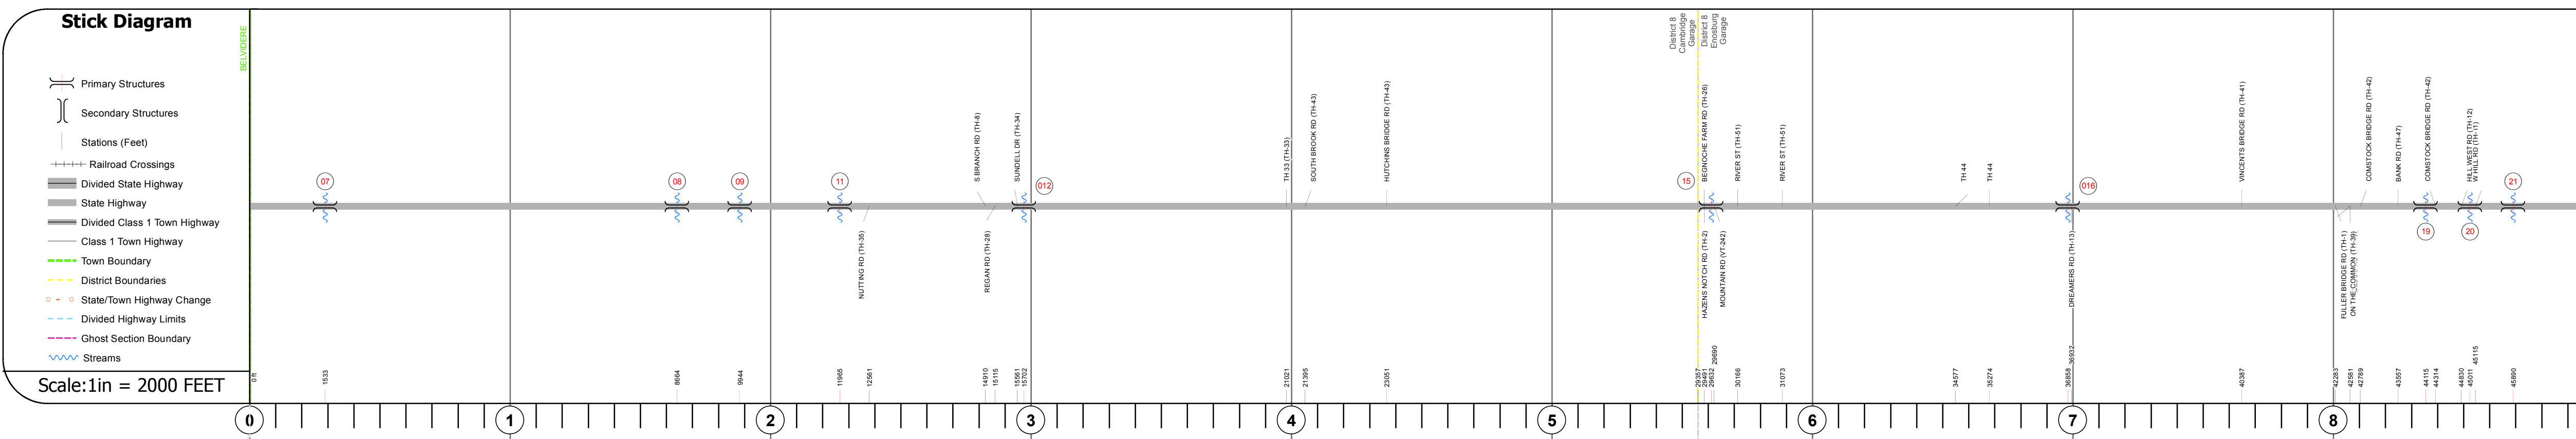 Stick Diagram
Primary Structures
Secondary Structures
Stations (Feet)
Railroad Crossings
Divided State Highway
State Highway
Divided Class 1 Town Highway
Class 1 Town Highway
Town Boundary
District Boundaries
State/Town Highway Change
Divided Highway Limits
Ghost Section Boundary
Streams
Scale:1in = 2000 FEET
BELVIDERE
District 8
Cambridge
Garage
District 8
Enosburg
Garage
S BRANCH RD (TH-8)
SUNDELL DR (TH-34)
TH 33 (TH-33)
SOUTH BROOK RD (TH-43)
HUTCHINS BRIDGE RD (TH-43)
BEGNOCHE FARM RD (TH-26)
RIVER ST (TH-51)
RIVER ST (TH-51)
TH 44
TH 44
VINCENTS BRIDGE RD (TH-41)
COMSTOCK BRIDGE RD (TH-42)
BANK RD (TH-47)
COMSTOCK BRIDGE RD (TH-42)
HILL WEST RD (TH-12)
W HILL RD (TH-11)
07
08
09
11
012
15
016
19
20
21
NUTTING RD (TH-35)
REGAN RD (TH-28)
HAZENS NOTCH RD (TH-2)
MOUNTAIN RD (VT-242)
DREAMERS RD (TH-13)
FULLER BRIDGE RD (TH-1)
ON THE COMMON (TH-39)
0 ft
1533
8664
9944
11965
12561
14910
15115
15561
15702
21021
21395
23051
29357
29491
29632
29690
30166
31073
34577
35274
36858
36932
40387
42283
42581
42789
43557
44115
44314
44830
45011
45115
45890
0
1
2
3
4
5
6
7
8